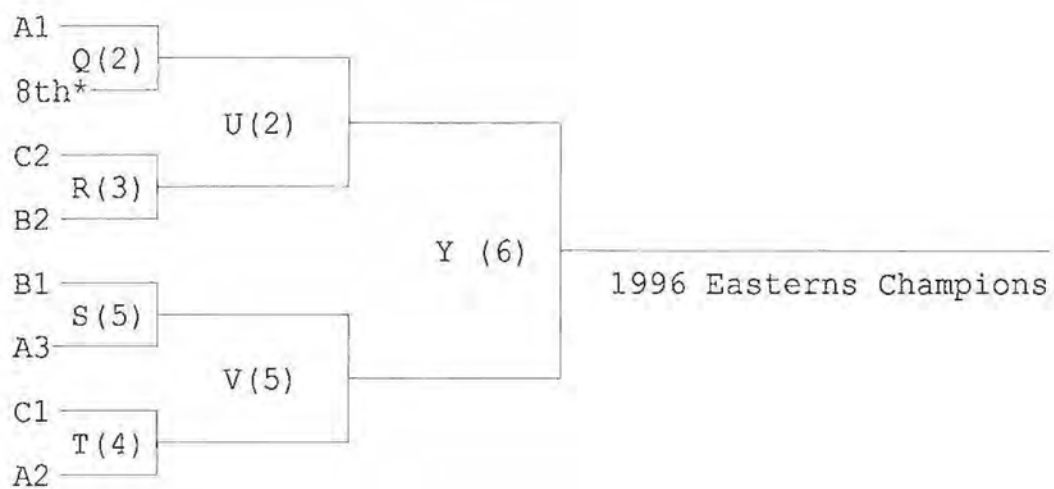 A1
Q(2)
8th*
U(2)
C2
R(3)
B2
Y (6)
1996 Easterns Champions
B1
S(5)
A3
V(5)
C1
T(4)
A2